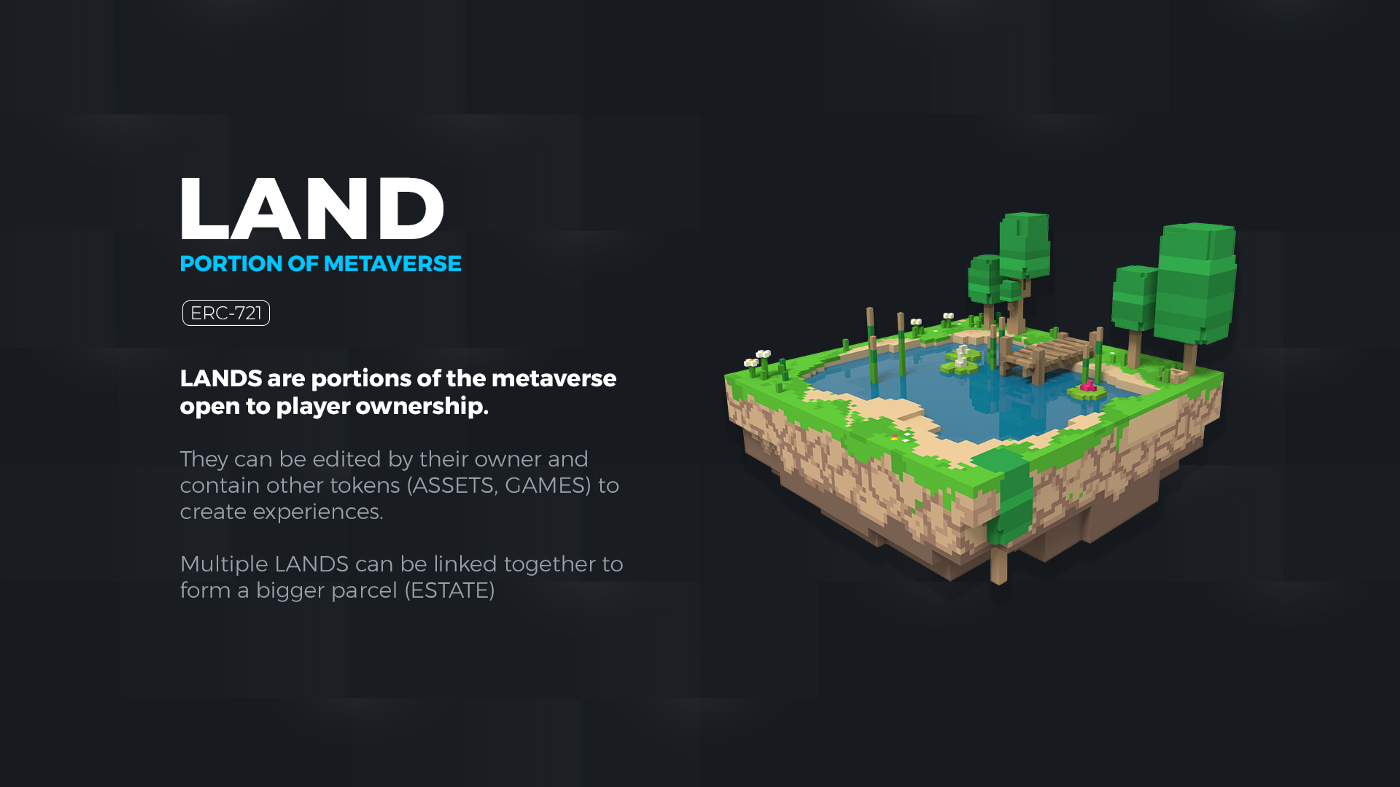 LAND
PORTION OF METAVERSE
ERC-721
LANDS are portions of the metaverse
open to player ownership.
They can be edited by their owner and
contain other tokens (ASSETS, GAMES) to
create experiences.
Multiple LANDS can be linked together to
form a bigger parcel (ESTATE)